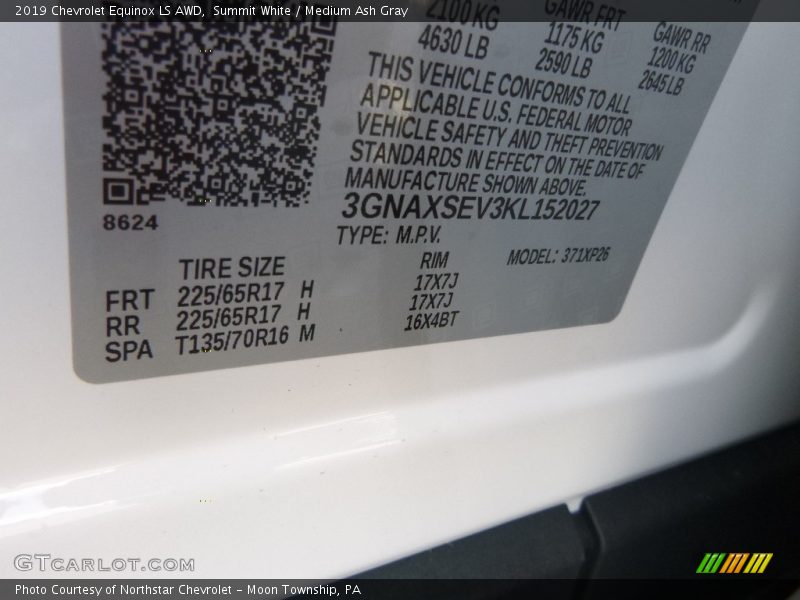 2019 Chevrolet Equinox LS AWD, Summit White / Medium Ash Gray
2100 KG
4630 LB
GAWR FRT
1175 KG
2590 LB
GAWR RR
1200 KG
2645 LB
THIS VEHICLE CONFORMS TO ALL
APPLICABLE U.S. FEDERAL MOTOR
VEHICLE SAFETY AND THEFT PREVENTION
STANDARDS IN EFFECT ON THE DATE OF
MANUFACTURE SHOWN ABOVE.
3GNAXSEV3KL152027
8624
TYPE: M.P.V.
MODEL: 371XP26
TIRE SIZE RIM
FRT 225/65R17 H 17X7J
RR 225/65R17 H 17X7J
SPA T135/70R16 M 16X4BT
GTCARLOT.COM
Photo Courtesy of Northstar Chevrolet - Moon Township, PA